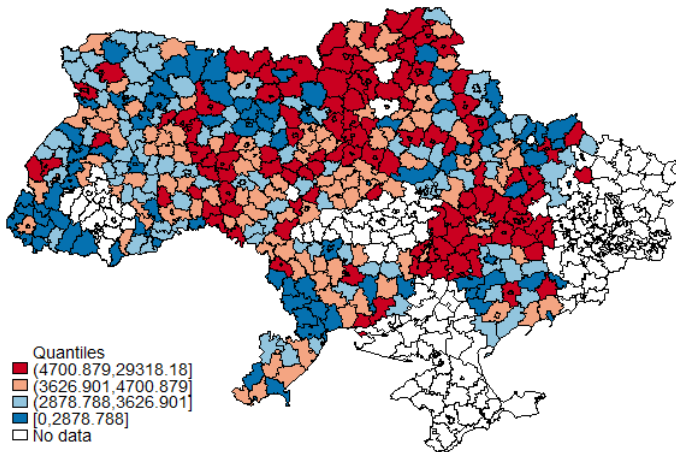 Quantiles
(4700.879,29318.18]
(3626.901,4700.879]
(2878.788,3626.901]
[0,2878.788]
No data